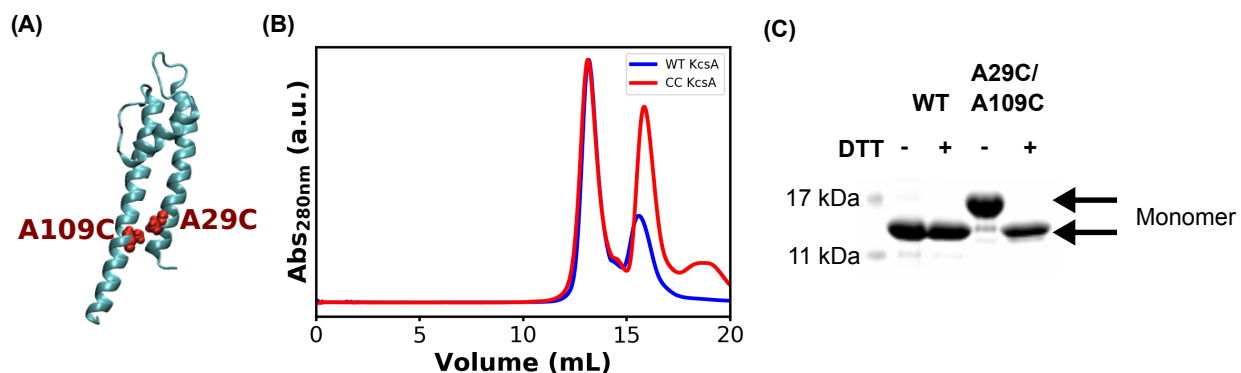 (A)
A109C
A29C
(B)
Abs280nm (a.u.)
WT KcsA
CC KcsA
0 5 10 15 20
Volume (mL)
(C)
A29C/
WT A109C
DTT - + - +
17 kDa
Monomer
11 kDa